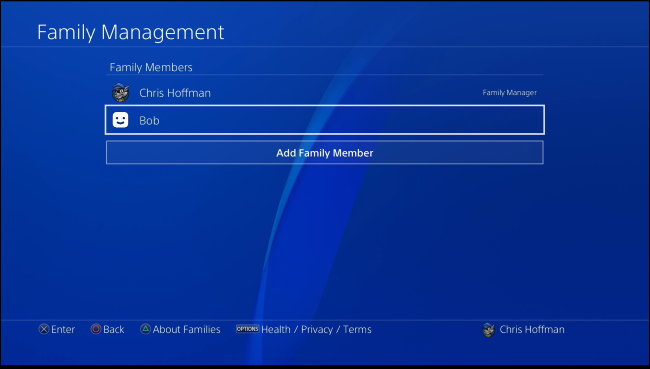 Family Management
Family Members
Chris Hoffman Family Manager
Bob
Add Family Member
Enter Back About Families OPTIONS Health / Privacy / Terms Chris Hoffman